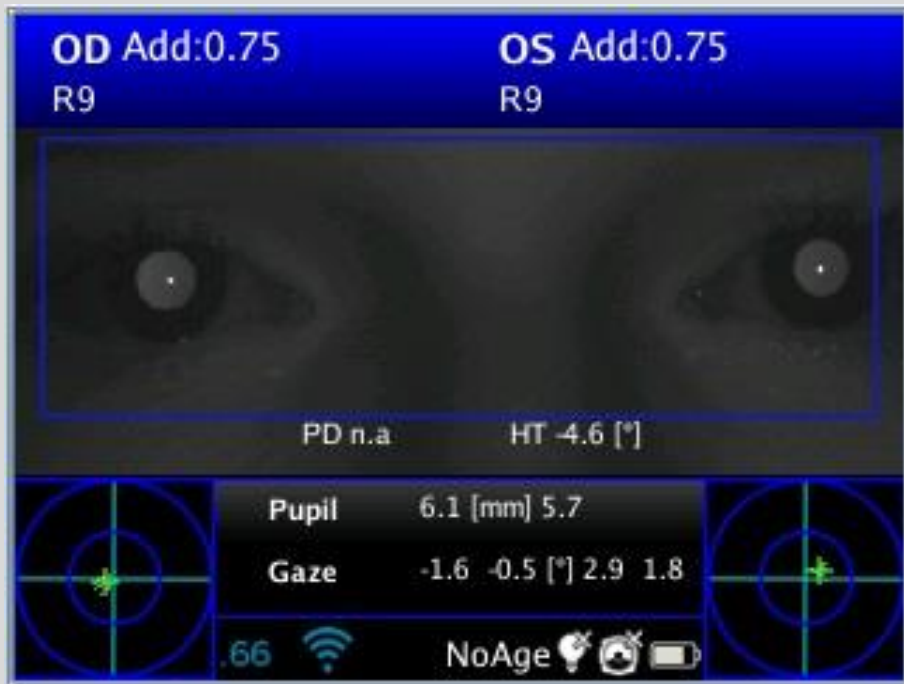 OD Add:0.75 OS Add:0.75
R9 R9
PD n.a HT -4.6 [°]
Pupil 6.1 [mm] 5.7
Gaze -1.6 -0.5 [°] 2.9 1.8
.66 NoAge